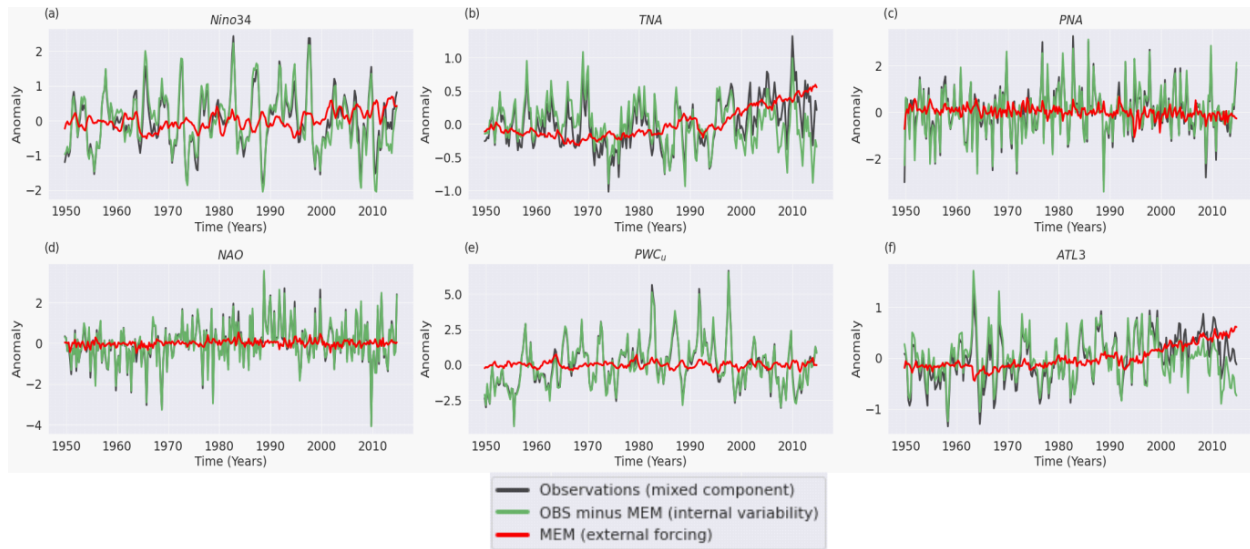 (a) Nino34
(b) TNA
(c) PNA
Anomaly
2
1
0
−1
−2
1950 1960 1970 1980 1990 2000 2010
Time (Years)
Anomaly
1.0
0.5
0.0
−0.5
−1.0
1950 1960 1970 1980 1990 2000 2010
Time (Years)
Anomaly
2
0
−2
1950 1960 1970 1980 1990 2000 2010
Time (Years)
(d) NAO
(e) PWCu
(f) ATL3
Anomaly
2
0
−2
−4
1950 1960 1970 1980 1990 2000 2010
Time (Years)
Anomaly
5.0
2.5
0.0
−2.5
1950 1960 1970 1980 1990 2000 2010
Time (Years)
Anomaly
1
0
−1
1950 1960 1970 1980 1990 2000 2010
Time (Years)
Observations (mixed component)
OBS minus MEM (internal variability)
MEM (external forcing)